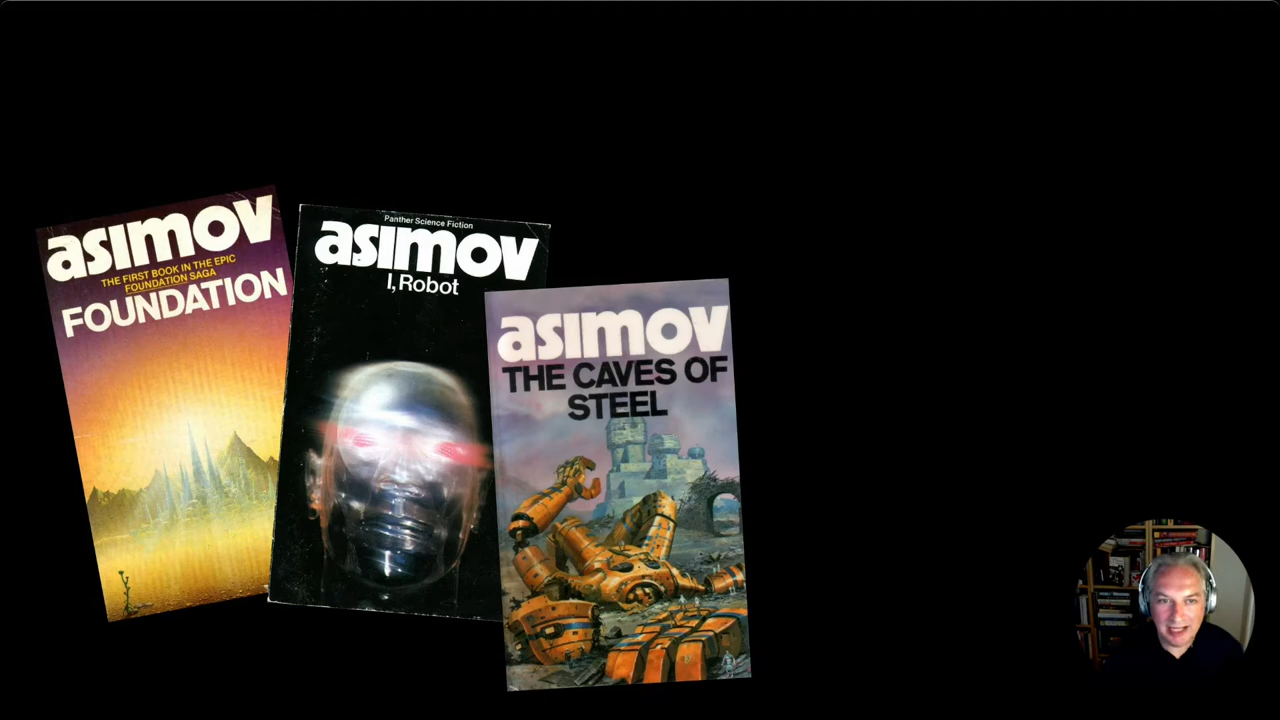 asimov
THE FIRST BOOK IN THE EPIC
FOUNDATION SAGA
FOUNDATION
Panther Science Fiction
asimov
I, Robot
asimov
THE CAVES OF
STEEL